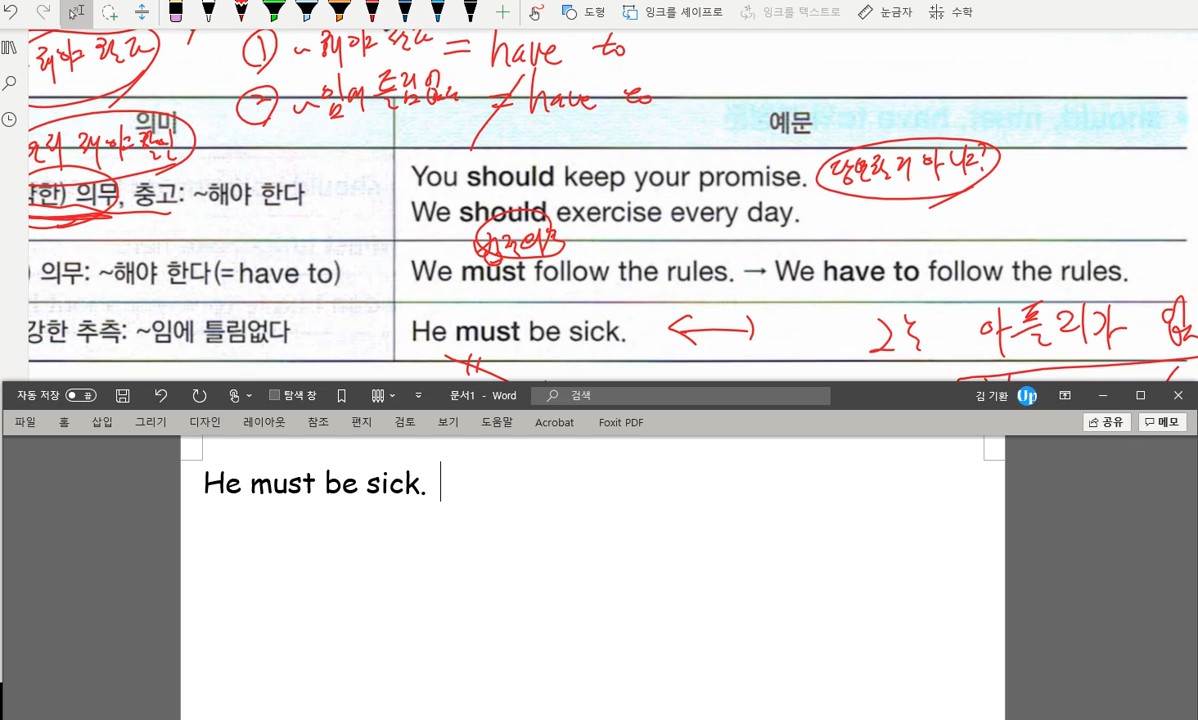 도형
잉크를 셰이프로
잉크를 텍스트로
눈금자
수학
해야 한다
① ~해야 한다 = have to
② ~임에 틀림없다 ≠ have to
의미
예문
의무, 충고: ~해야 한다
You should keep your promise.
We should exercise every day.
의무: ~해야 한다(= have to)
We must follow the rules. → We have to follow the rules.
강한 추측: ~임에 틀림없다
He must be sick.
그는 아플리가 없
자동 저장
끔
탐색 창
문서1 - Word
검색
김 기환
Up
파일 홈 삽입 그리기 디자인 레이아웃 참조 편지 검토 보기 도움말 Acrobat Foxit PDF
공유
메모
He must be sick.